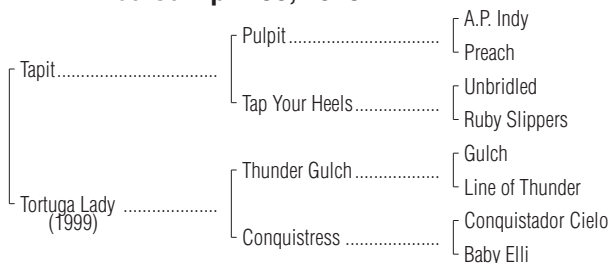 A.P. Indy
Pulpit
Preach
Tapit
Unbridled
Tap Your Heels
Ruby Slippers
Gulch
Thunder Gulch
Line of Thunder
Tortuga Lady
(1999)
Conquistador Cielo
Conquistress
Baby Elli